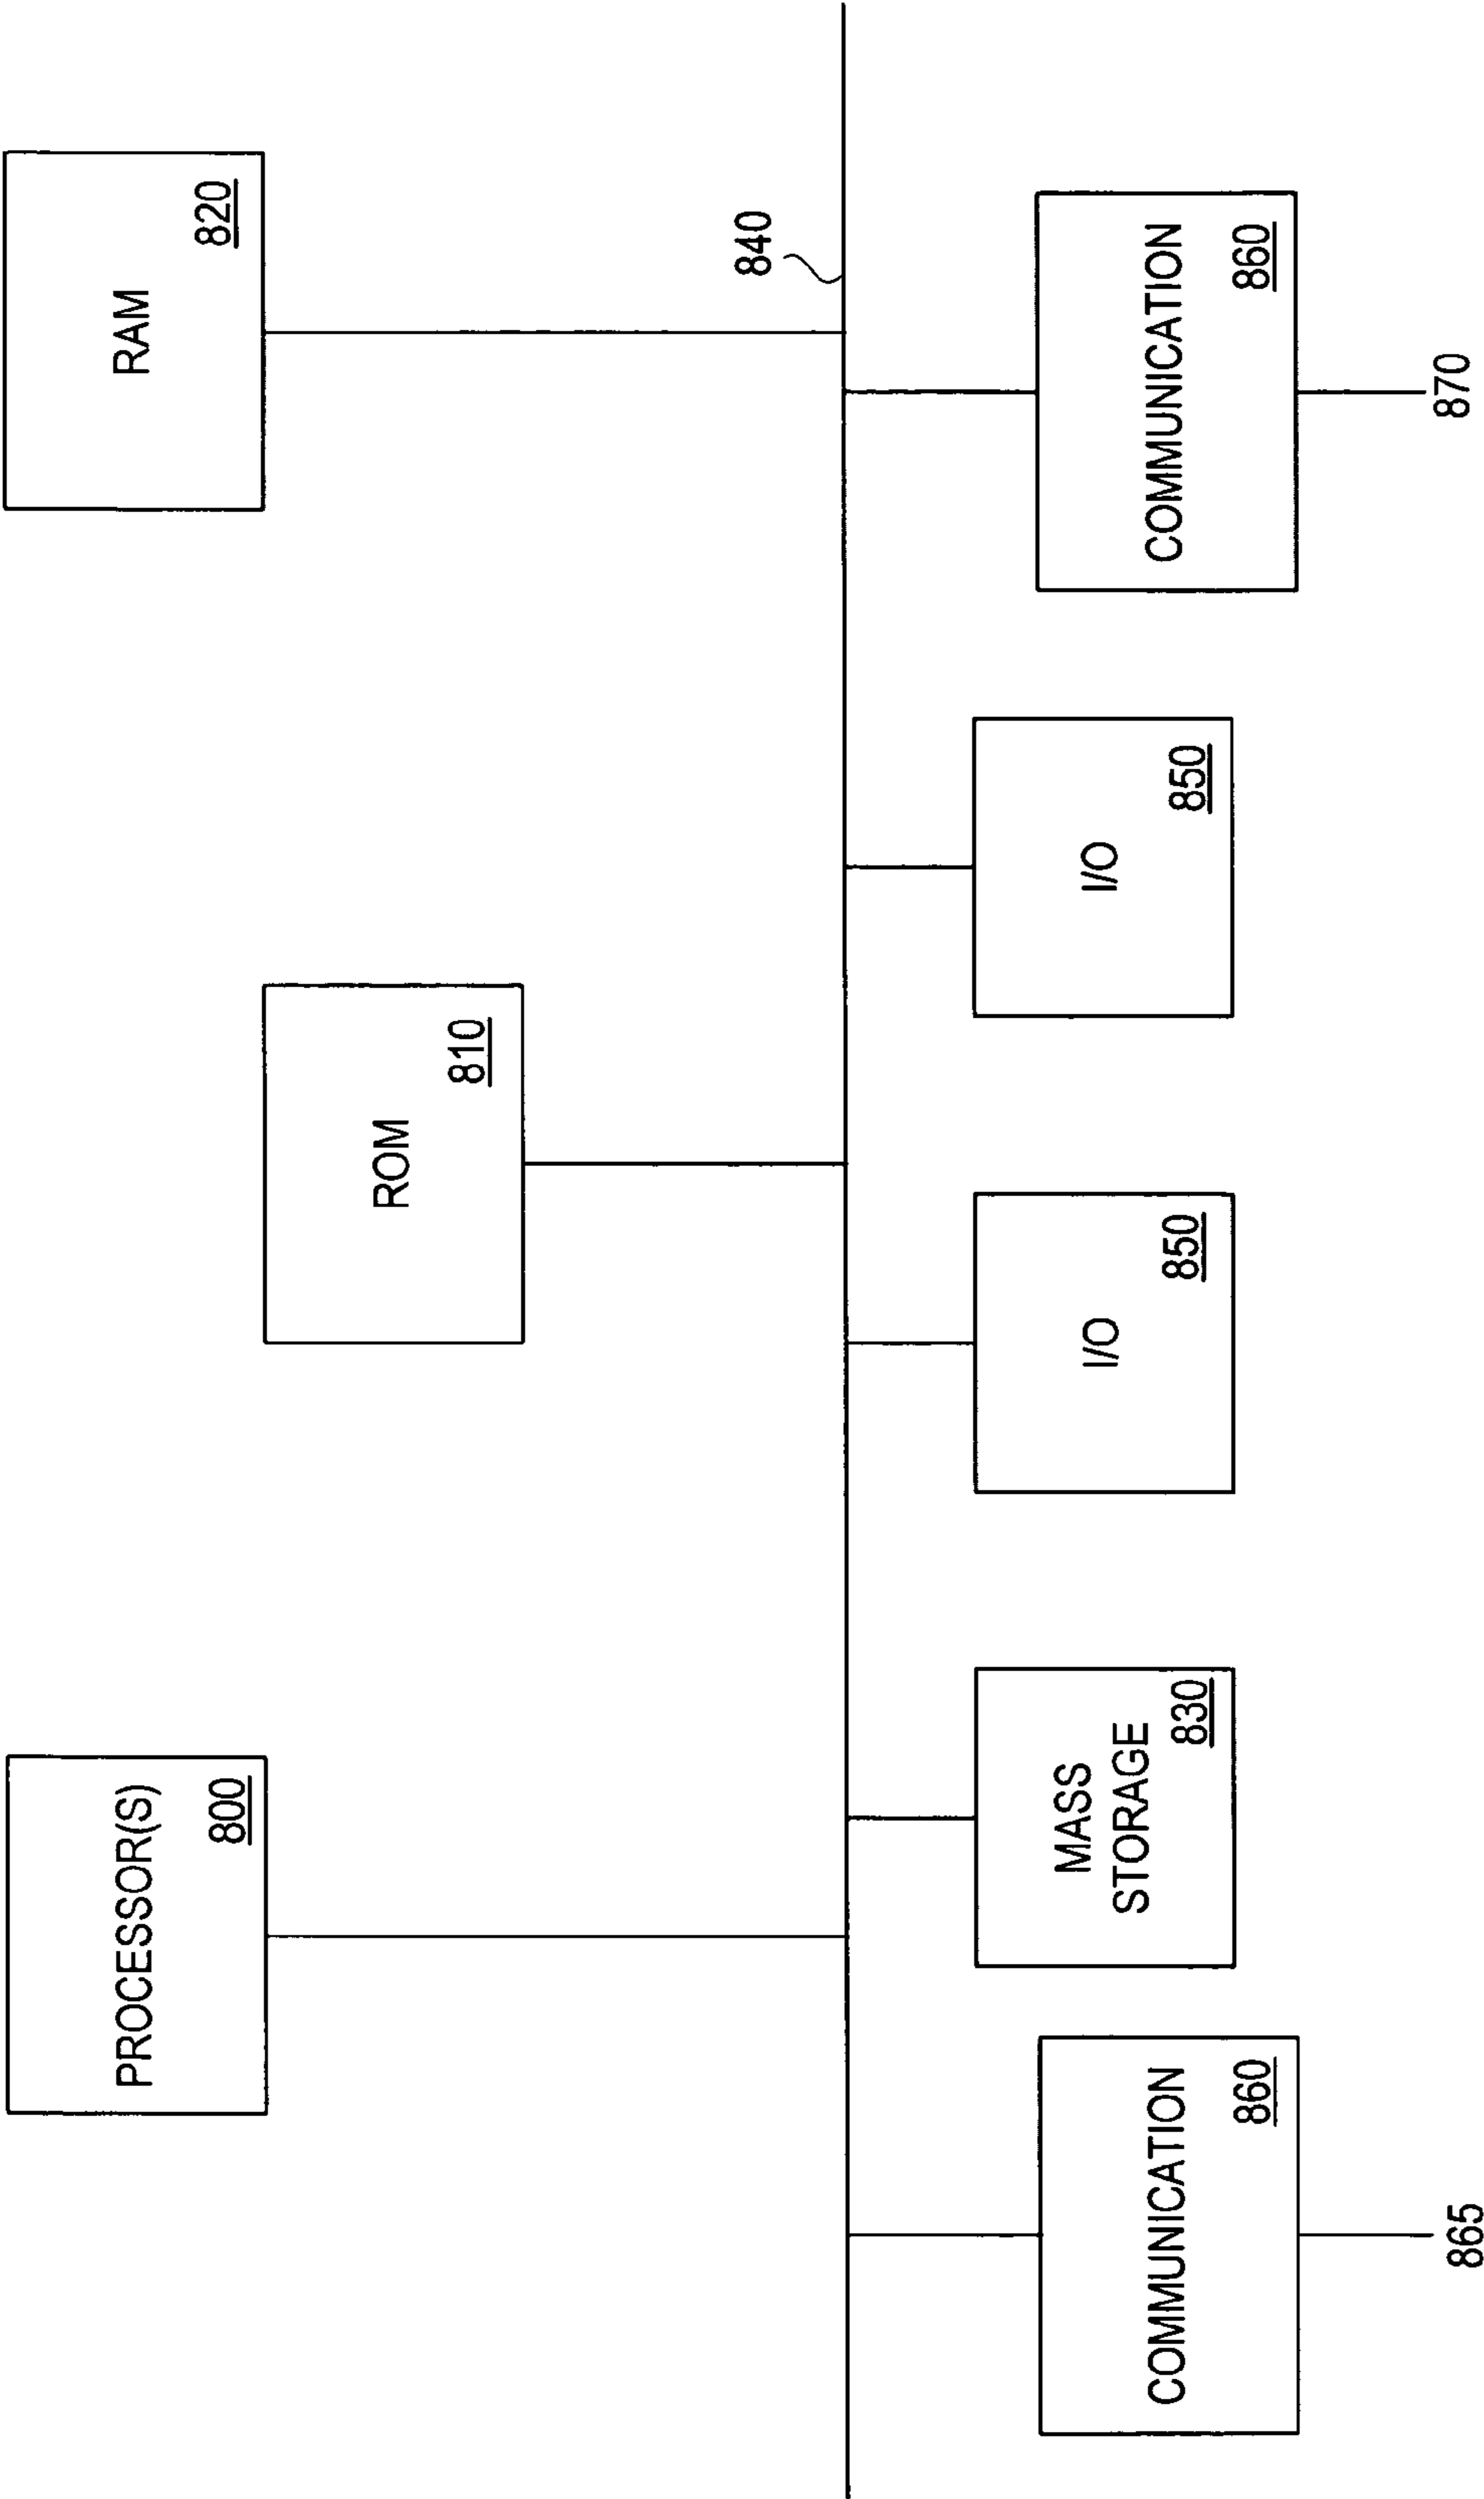 PROCESSOR(S)
800
ROM
810
RAM
820
840
COMMUNICATION
860
865
MASS
STORAGE
830
I/O
850
I/O
850
COMMUNICATION
860
870